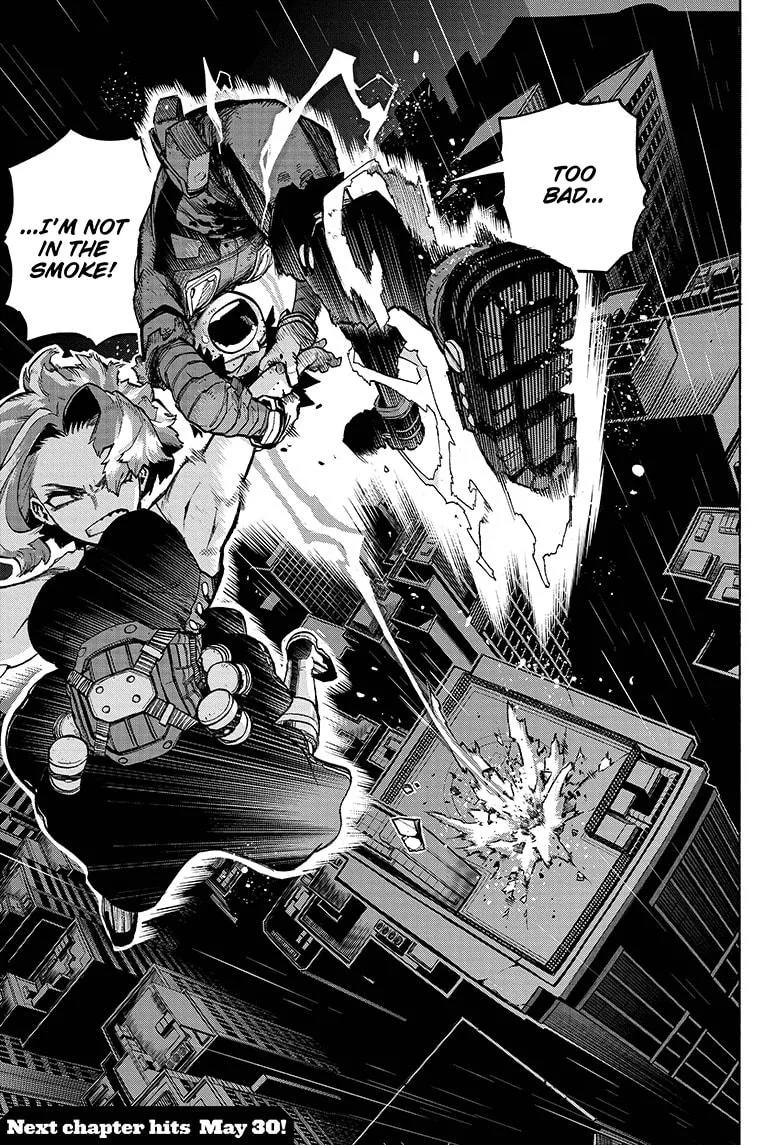 TOO
BAD...
...I'M NOT
IN THE
SMOKE!
Next chapter hits May 30!